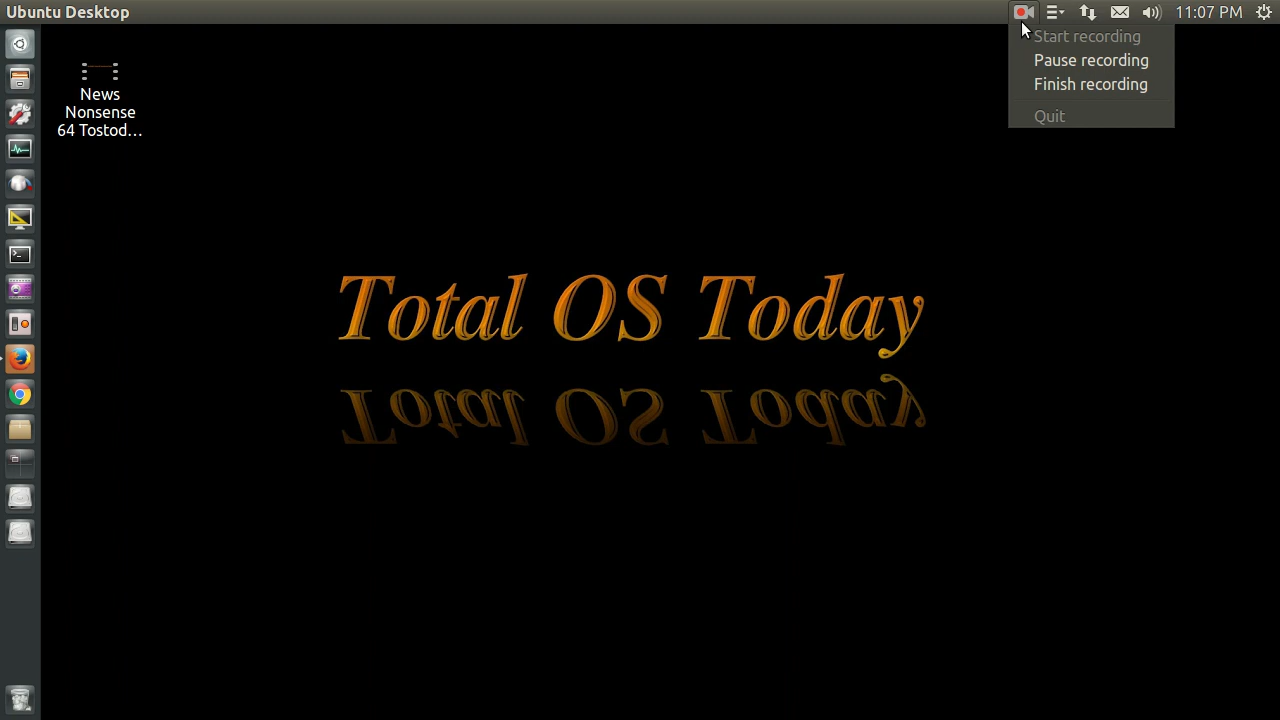 Ubuntu Desktop
11:07 PM
Start recording
Pause recording
Finish recording
Quit
News
Nonsense
64 Tostod...
Total OS Today